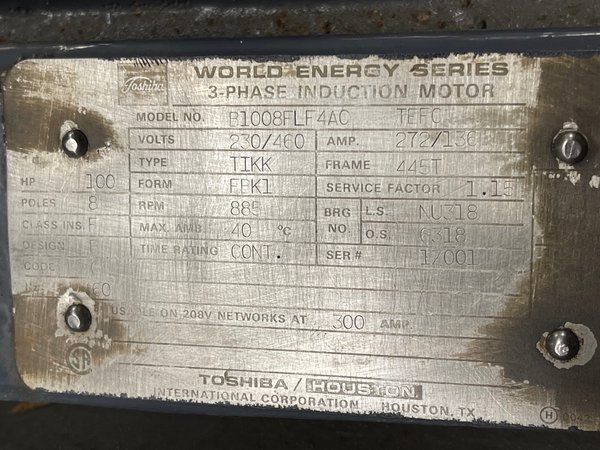 Toshiba
WORLD ENERGY SERIES
3-PHASE INDUCTION MOTOR
MODEL NO. B1008FLF4AC TEFC
VOLTS 230/460 AMP. 272/136
TYPE TIKK FRAME 445T
HP 100 FORM FBK1 SERVICE FACTOR 1.15
POLES 8 RPM 885 BRG NO. L.S. NU318
CLASS INS. F MAX. AMB. 40 °C O.S. 6318
DESIGN TIME RATING CONT. SER #
CODE
60
USABLE ON 208V NETWORKS AT 300 AMP
SA
TOSHIBA/HOUSTON
INTERNATIONAL CORPORATION HOUSTON, TX
H